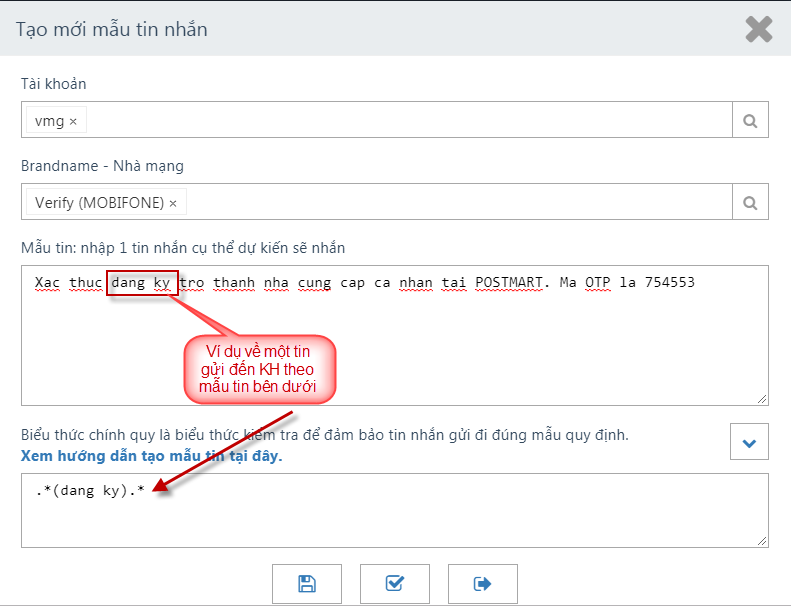 Tạo mới mẫu tin nhắn
Tài khoản
vmg ×
Brandname - Nhà mạng
Verify (MOBIFONE) ×
Mẫu tin: nhập 1 tin nhắn cụ thể dự kiến sẽ nhắn
Xac thuc dang ky tro thanh nha cung cap ca nhan tai POSTMART. Ma OTP la 754553
Ví dụ về một tin
gửi đến KH theo
mẫu tin bên dưới
Biểu thức chính quy là biểu thức kiểm tra để đảm bảo tin nhắn gửi đi đúng mẫu quy định.
Xem hướng dẫn tạo mẫu tin tại đây.
.*(dang ky).*